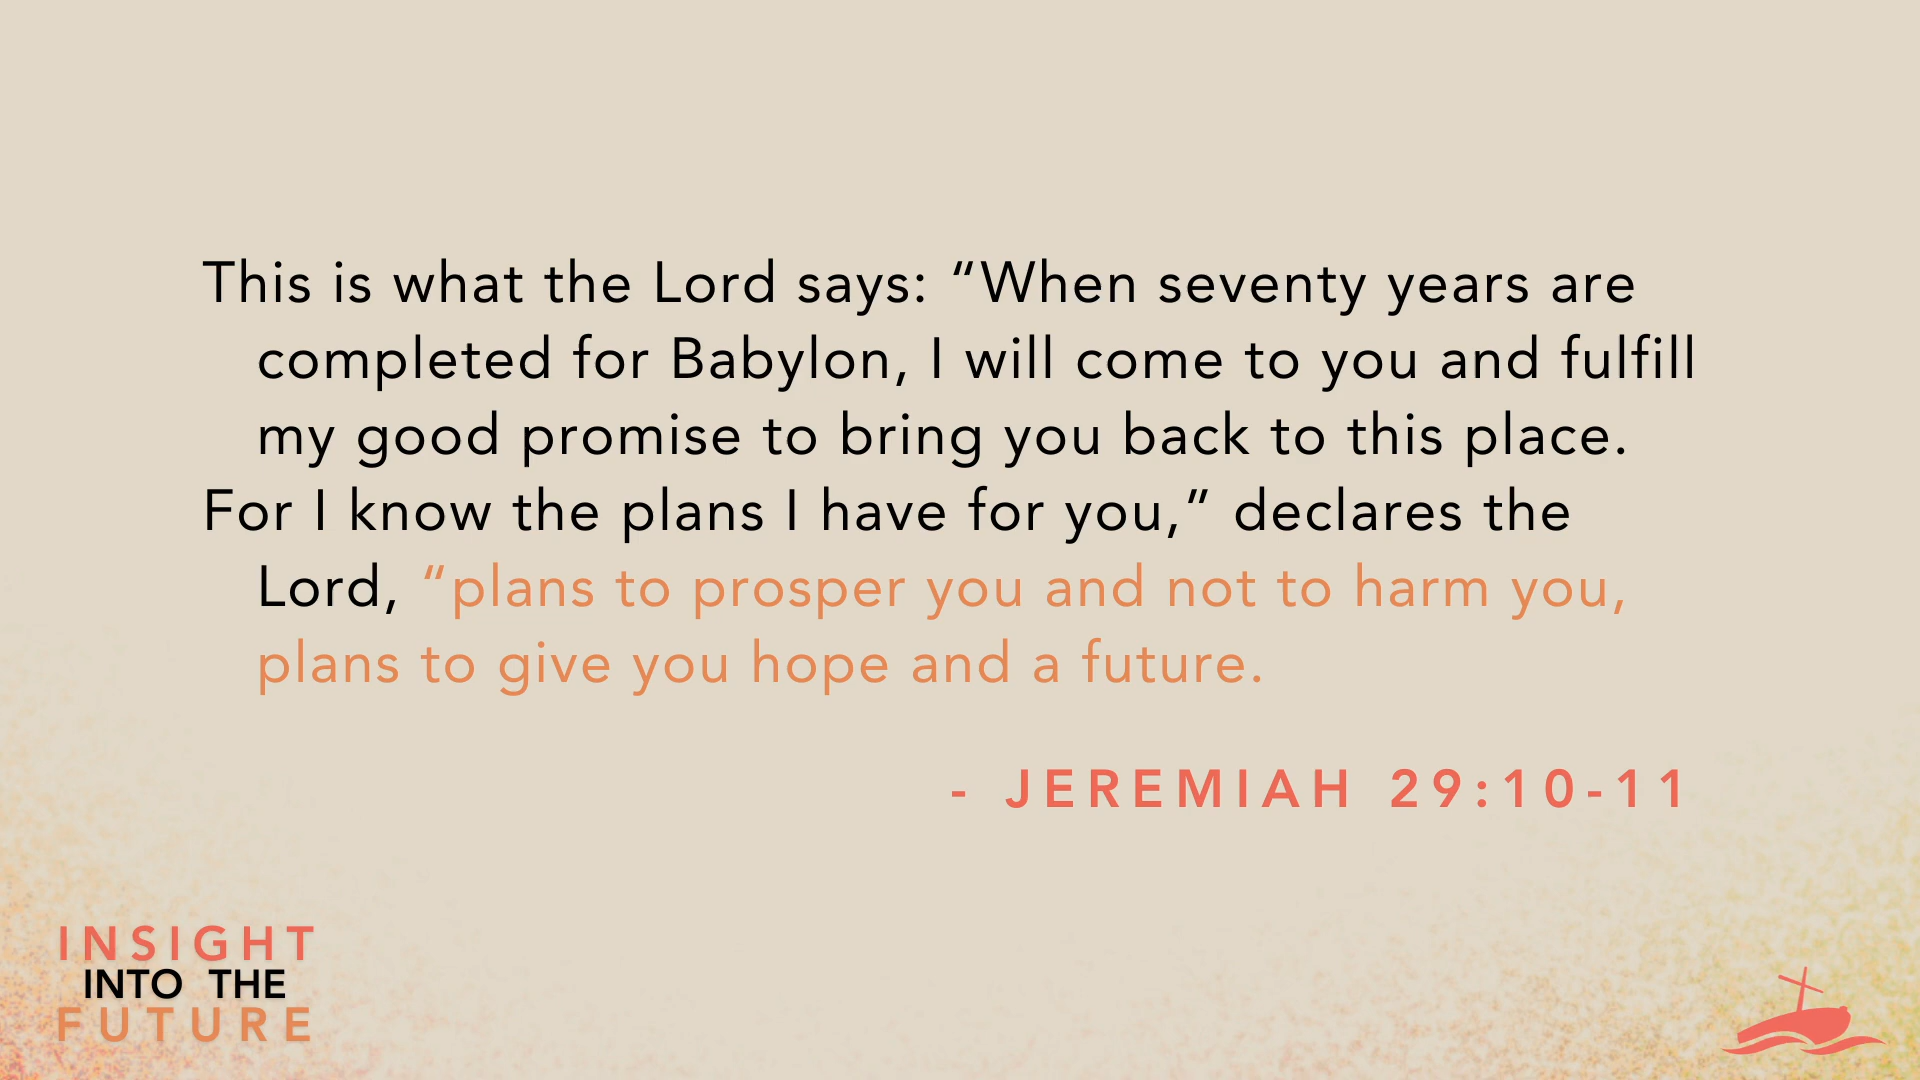 This is what the Lord says: “When seventy years are
completed for Babylon, I will come to you and fulfill
my good promise to bring you back to this place.
For I know the plans I have for you,” declares the
Lord, “plans to prosper you and not to harm you,
plans to give you hope and a future.
- JEREMIAH 29:10-11
INSIGHT
INTO THE
FUTURE